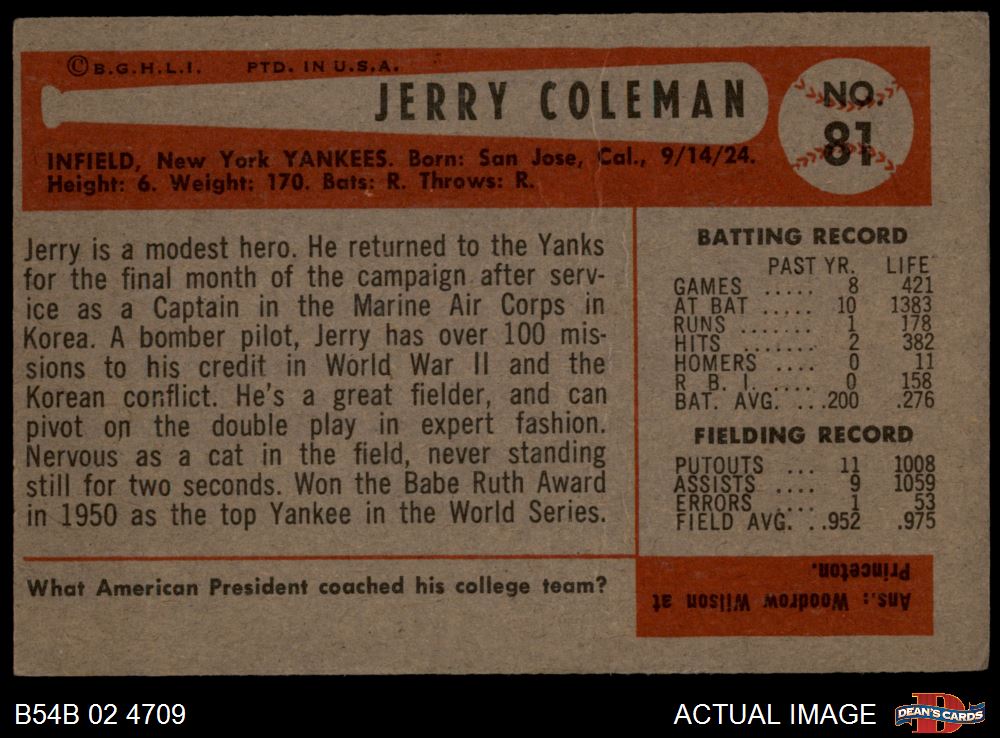 ©B.G.H.L.I. PTD. IN U.S.A.
JERRY COLEMAN
NO.
81
INFIELD, New York YANKEES. Born: San Jose, Cal., 9/14/24.
Height: 6. Weight: 170. Bats: R. Throws: R.
Jerry is a modest hero. He returned to the Yanks
for the final month of the campaign after serv-
ice as a Captain in the Marine Air Corps in
Korea. A bomber pilot, Jerry has over 100 mis-
sions to his credit in World War II and the
Korean conflict. He's a great fielder, and can
pivot on the double play in expert fashion.
Nervous as a cat in the field, never standing
still for two seconds. Won the Babe Ruth Award
in 1950 as the top Yankee in the World Series.
What American President coached his college team?
BATTING RECORD
PAST YR. LIFE
GAMES ..... 8 421
AT BAT ..... 10 1383
RUNS ....... 1 178
HITS ....... 2 382
HOMERS .... 0 11
R. B. I. .... 0 158
BAT. AVG. ...200 .276
FIELDING RECORD
PUTOUTS ... 11 1008
ASSISTS .... 9 1059
ERRORS .... 1 53
FIELD AVG. ..952 .975
Ans.: Woodrow Wilson at
Princeton.
B54B 02 4709
ACTUAL IMAGE
D
DEAN'S CARDS